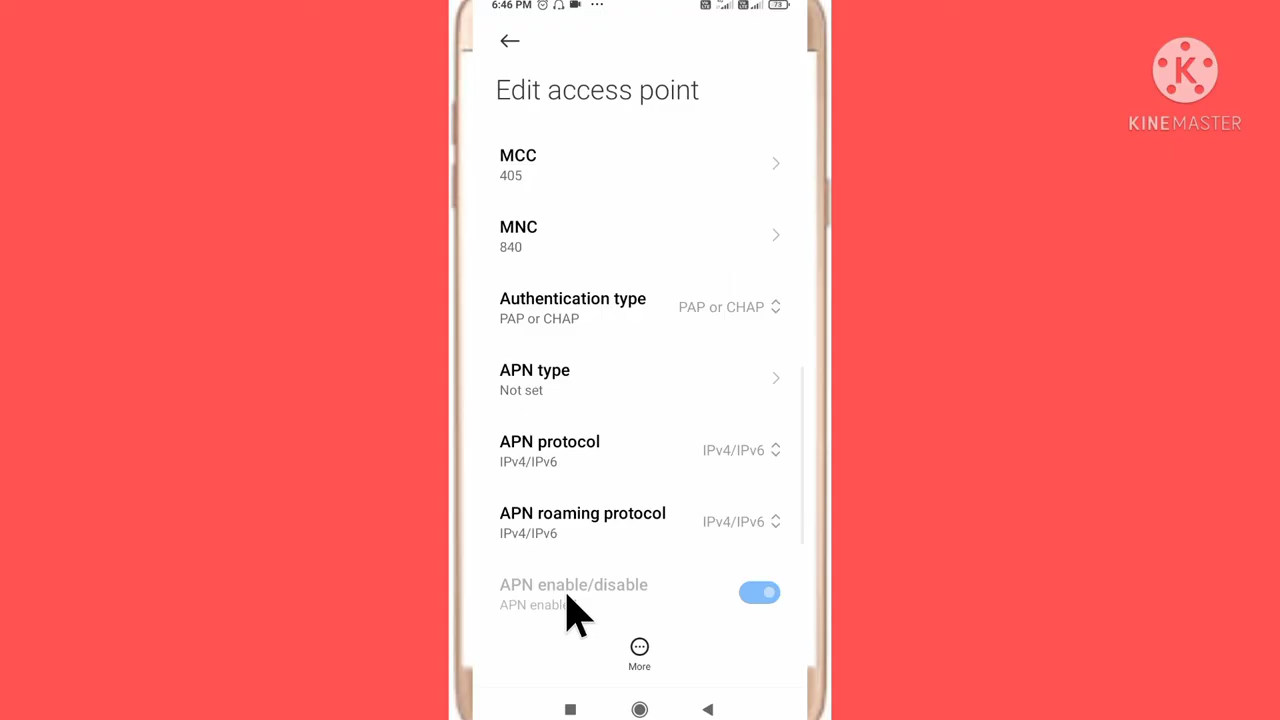 6:46 PM
73
Edit access point
KINEMASTER
MCC
405
MNC
840
Authentication type
PAP or CHAP
PAP or CHAP
APN type
Not set
APN protocol
IPv4/IPv6
IPv4/IPv6
APN roaming protocol
IPv4/IPv6
IPv4/IPv6
APN enable/disable
APN enable
More